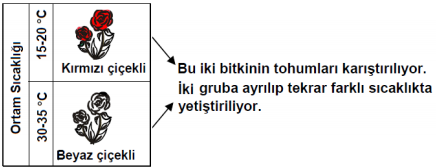 Ortam Sıcaklığı
15-20 °C
Kırmızı çiçekli
30-35 °C
Beyaz çiçekli
Bu iki bitkinin tohumları karıştırılıyor.
İki gruba ayrılıp tekrar farklı sıcaklıkta
yetiştiriliyor.